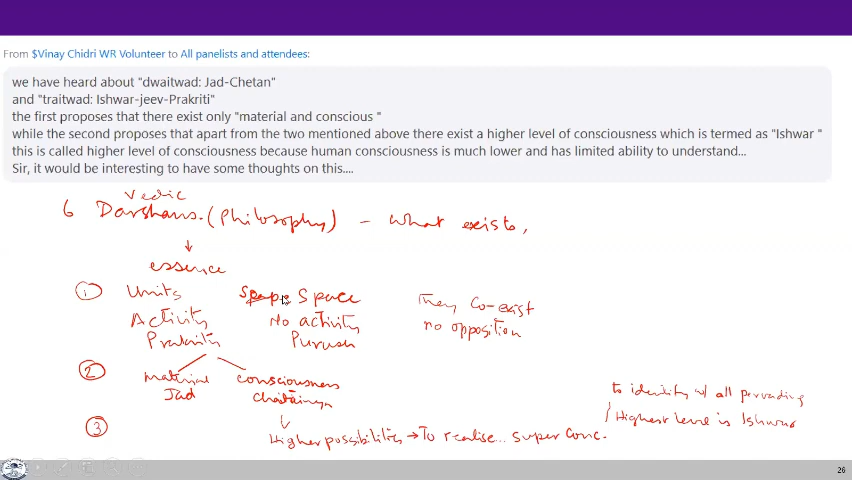 From $Vinay Chidri WR Volunteer to All panelists and attendees:
we have heard about "dwaitwad: Jad-Chetan"
and "traitwad: Ishwar-jeev-Prakriti"
the first proposes that there exist only "material and conscious "
while the second proposes that apart from the two mentioned above there exist a higher level of consciousness which is termed as "Ishwar "
this is called higher level of consciousness because human consciousness is much lower and has limited ability to understand...
Sir, it would be interesting to have some thoughts on this....
Vedic
6 Darshans. (Philosophy) - What exists,
essence
① Units Space They Co-exist
Activity No activity no opposition
Prakriti Purush
② material consciousness
Jad Chaitanya
to identity w/ all pervading
Highest level is Ishwar
③ Higher possibilities → To realise... super conc.
26